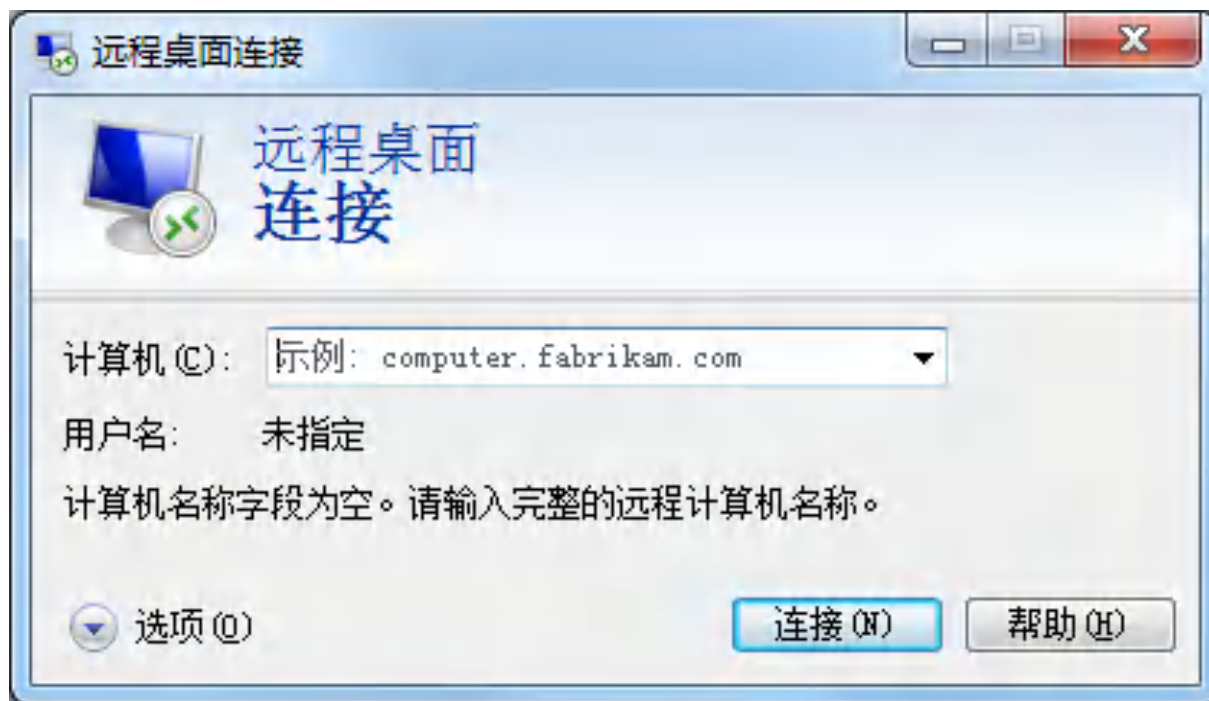 远程桌面连接
远程桌面
连接
计算机(C): 示例: computer.fabrikam.com
用户名: 未指定
计算机名称字段为空。请输入完整的远程计算机名称。
选项(O) 连接(N) 帮助(H)